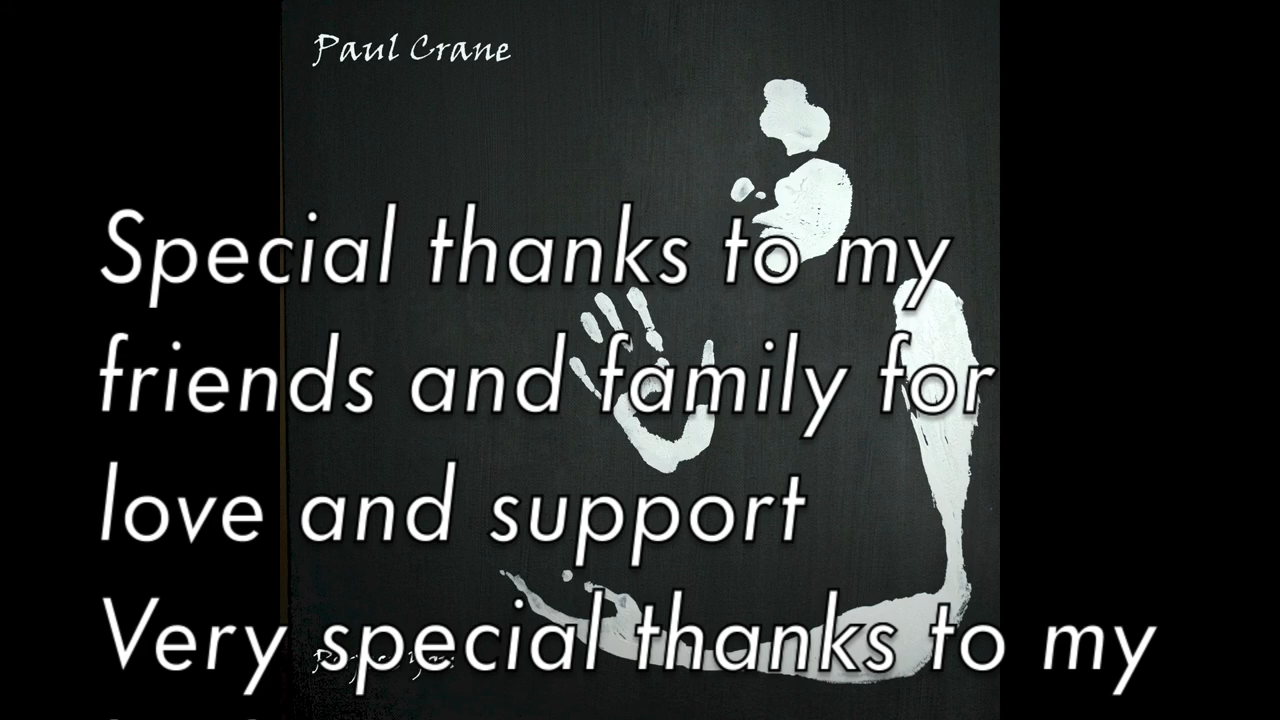 Paul Crane
Special thanks to my
friends and family for
love and support
Very special thanks to my